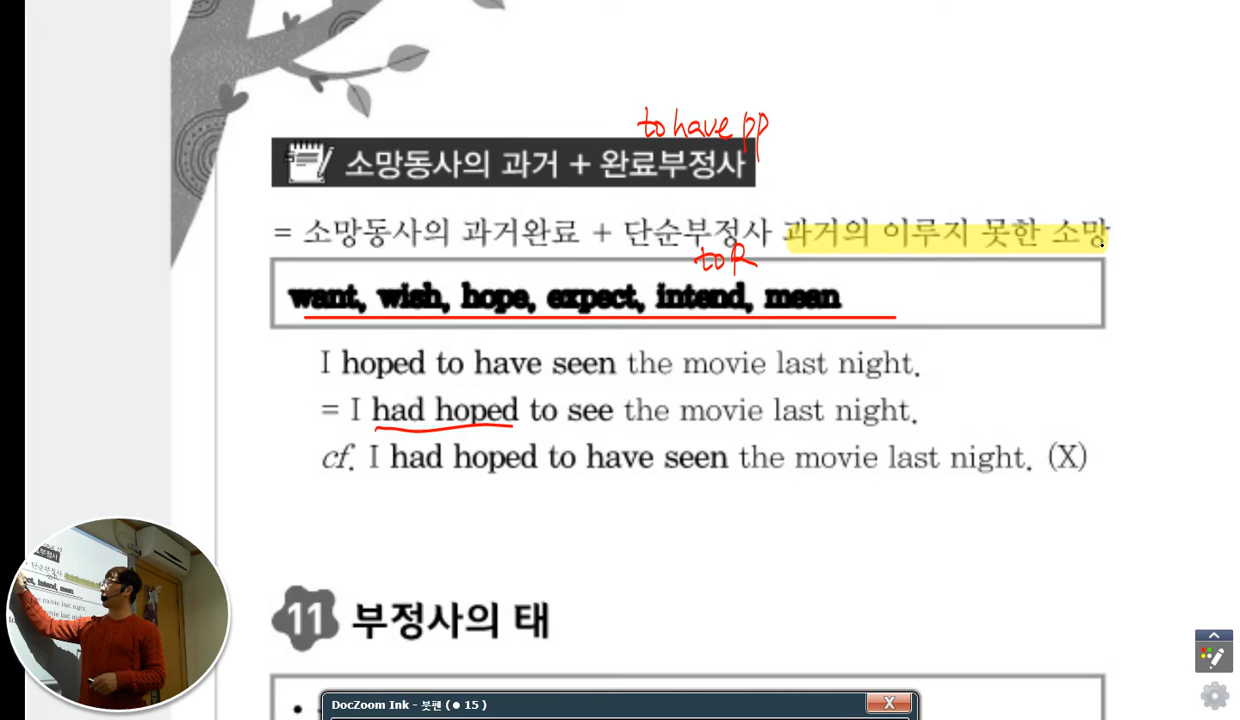 to have pp
소망동사의 과거 + 완료부정사
= 소망동사의 과거완료 + 단순부정사 과거의 이루지 못한 소망
to R
want, wish, hope, expect, intend, mean
I hoped to have seen the movie last night.
= I had hoped to see the movie last night.
cf. I had hoped to have seen the movie last night. (X)
11 부정사의 태
DocZoom Ink - 붓펜 ( ● 15 )
X